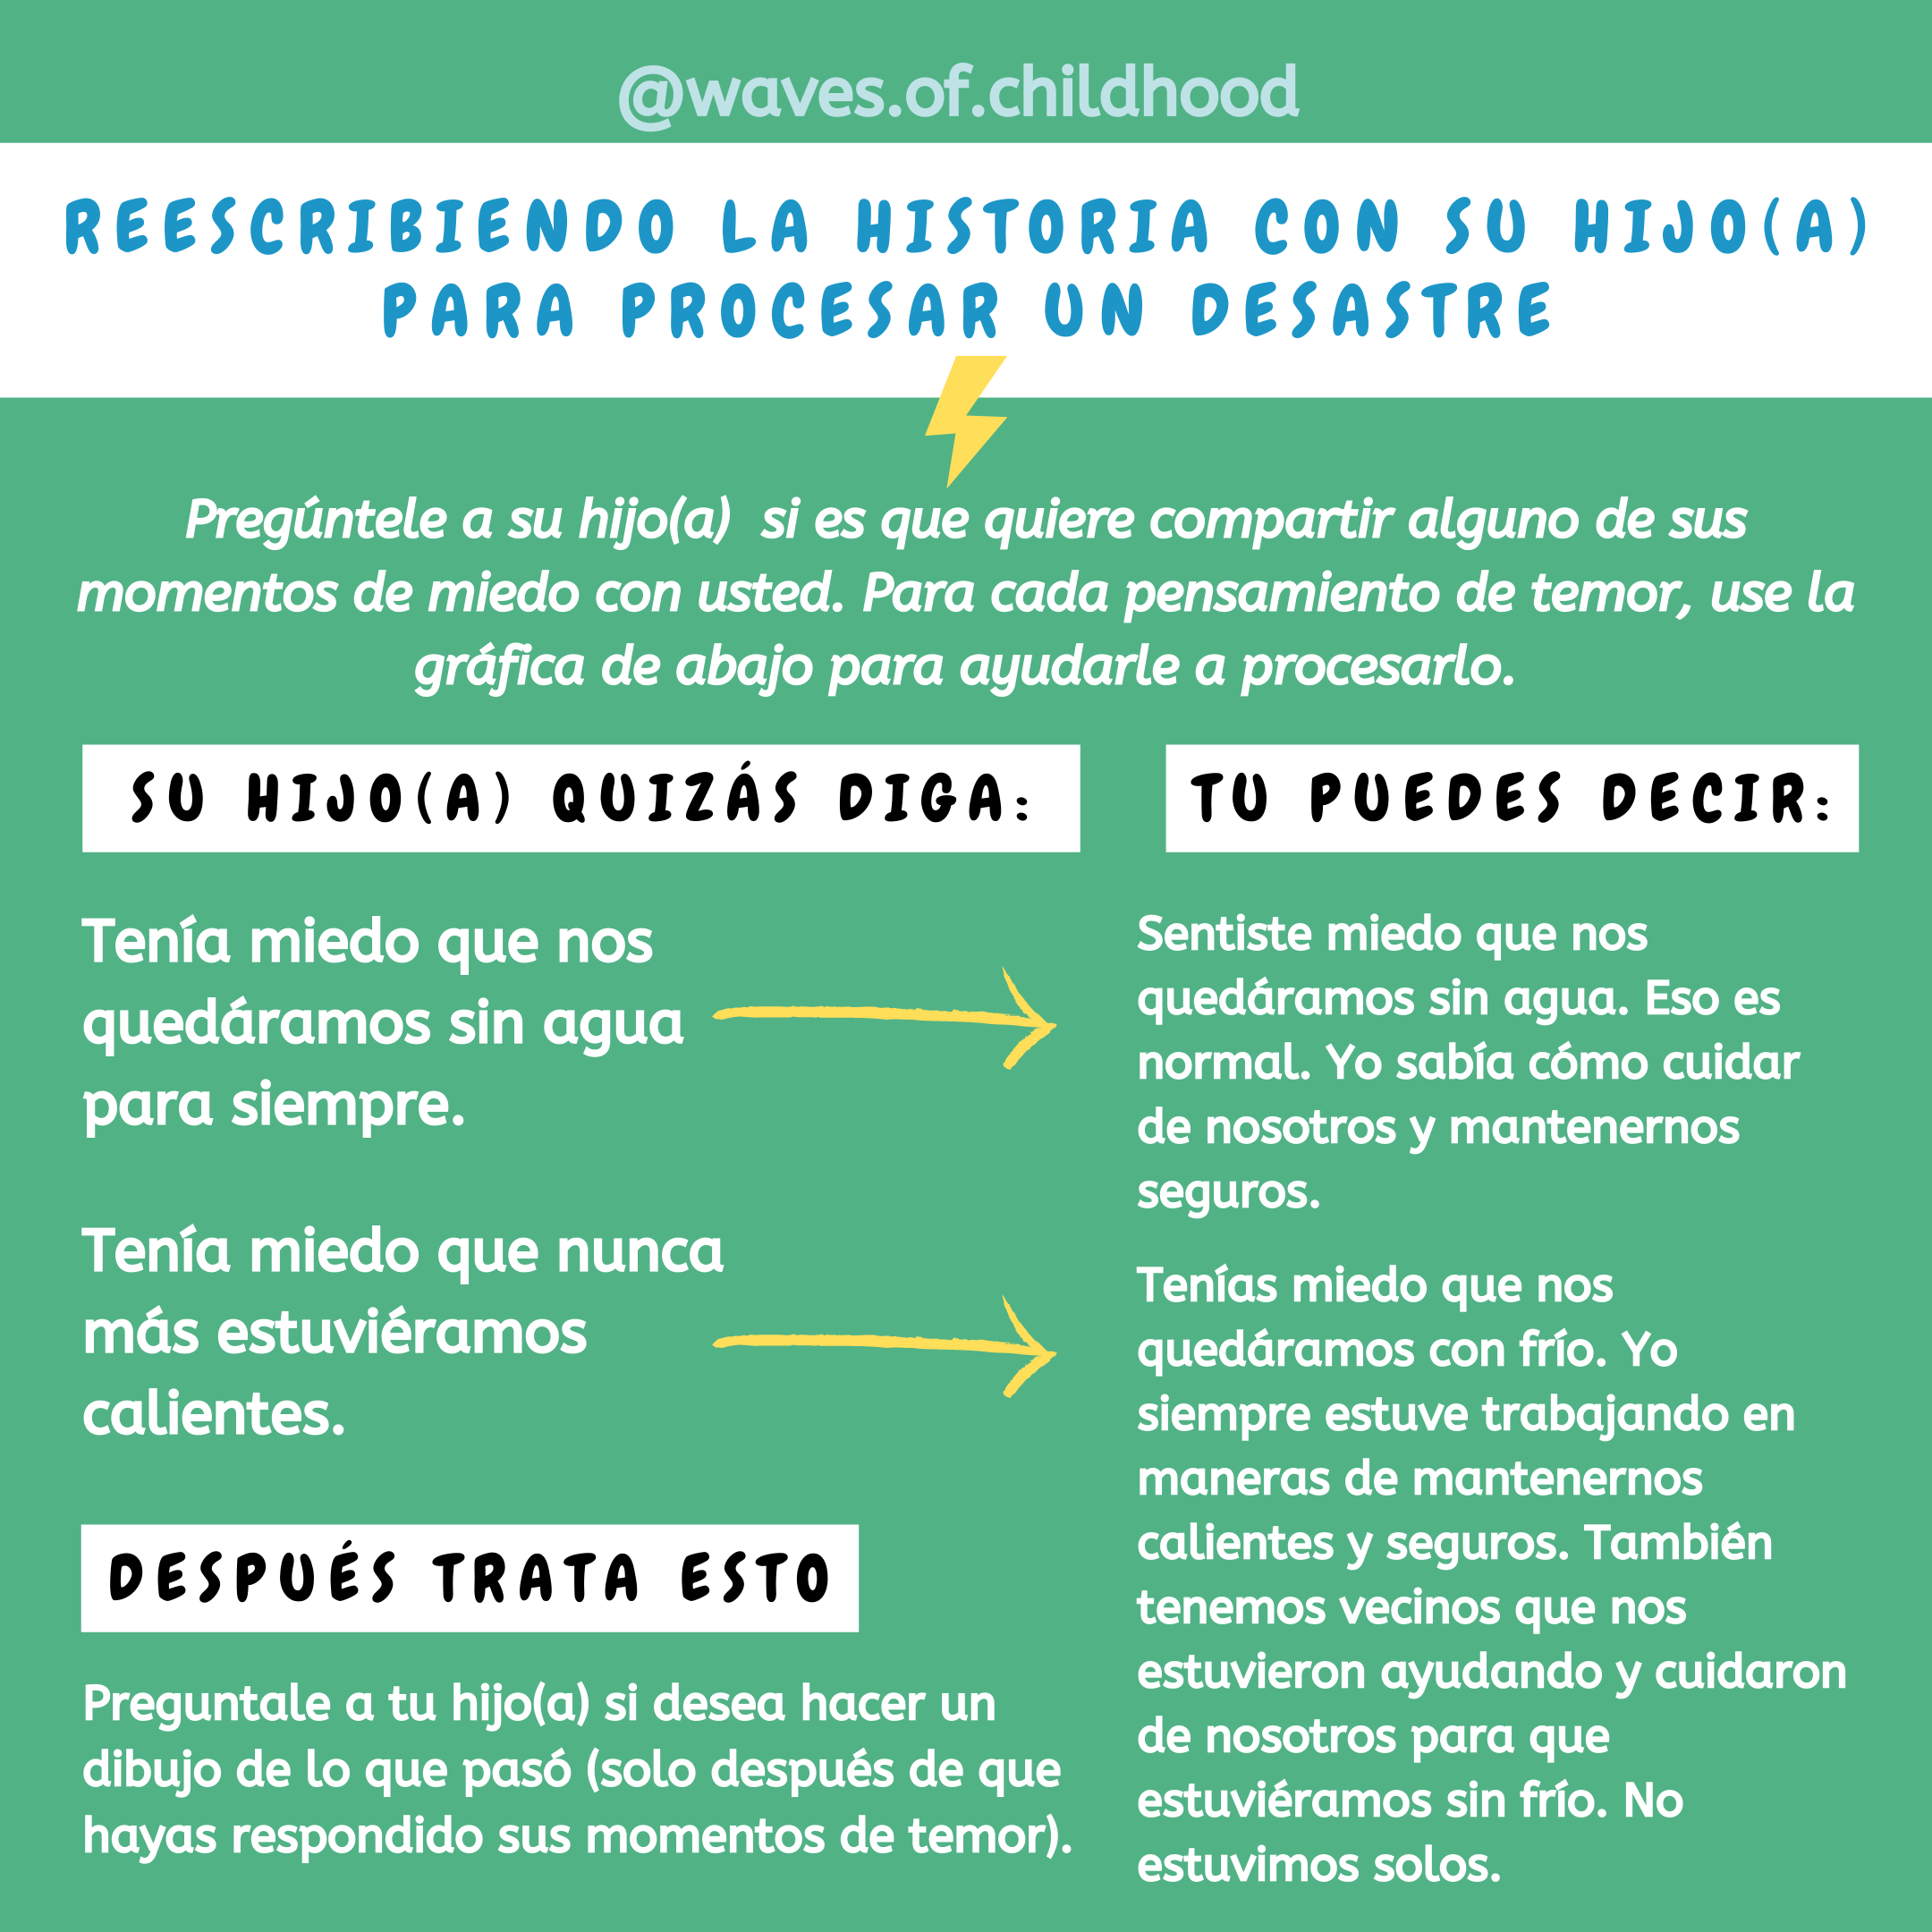 @waves.of.childhood
REESCRIBIENDO LA HISTORIA CON SU HIJO(A)
PARA PROCESAR UN DESASTRE
Pregúntele a su hijo(a) si es que quiere compartir alguno de sus
momentos de miedo con usted. Para cada pensamiento de temor, use la
gráfica de abajo para ayudarle a procesarlo.
SU HIJO(A) QUIZÁS DIGA:
Tenía miedo que nos
quedáramos sin agua
para siempre.
Tenía miedo que nunca
más estuviéramos
calientes.
TU PUEDES DECIR:
Sentiste miedo que nos
quedáramos sin agua. Eso es
normal. Yo sabía cómo cuidar
de nosotros y mantenernos
seguros.
Tenías miedo que nos
quedáramos con frío. Yo
siempre estuve trabajando en
maneras de mantenernos
calientes y seguros. También
tenemos vecinos que nos
estuvieron ayudando y cuidaron
de nosotros para que
estuviéramos sin frío. No
estuvimos solos.
DESPUÉS TRATA ESTO
Preguntale a tu hijo(a) si desea hacer un
dibujo de lo que pasó (solo después de que
hayas respondido sus momentos de temor).